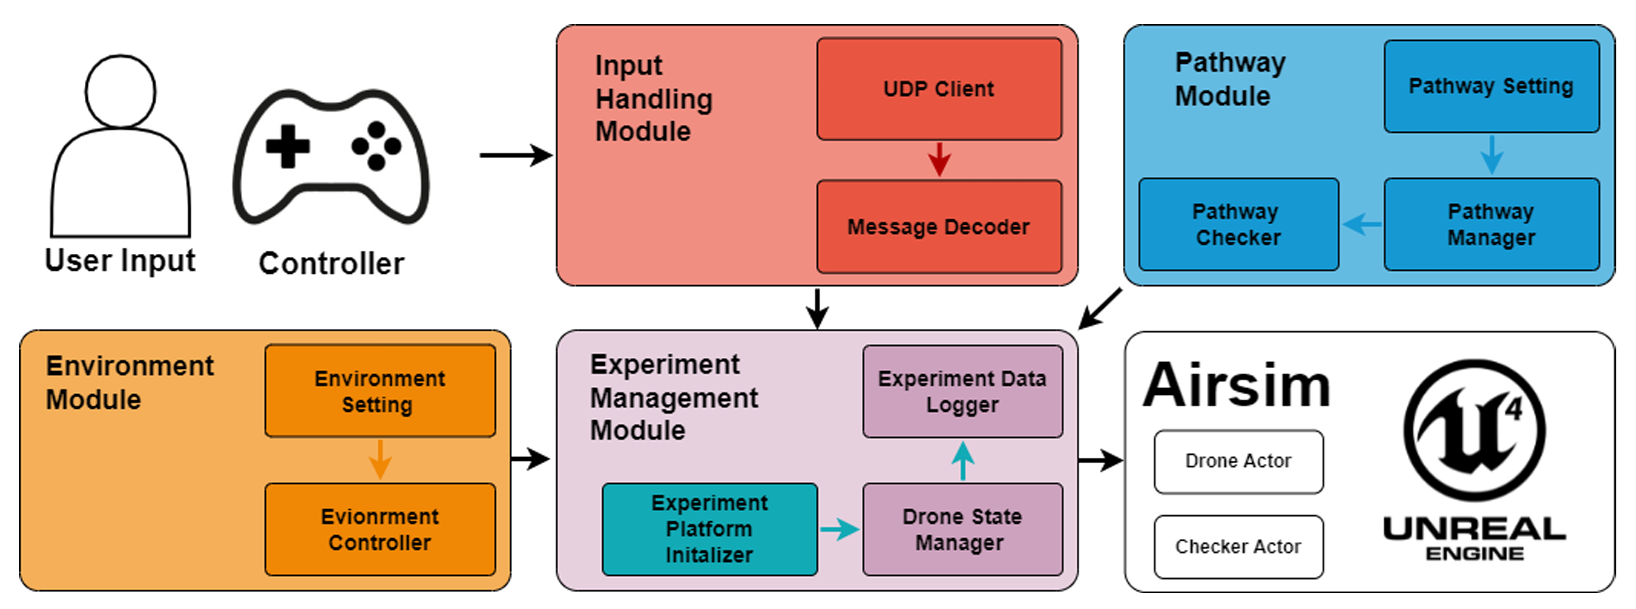 User Input
Controller
Input
Handling
Module
UDP Client
Message Decoder
Pathway
Module
Pathway Setting
Pathway
Manager
Pathway
Checker
Environment
Module
Environment
Setting
Evionrment
Controller
Experiment
Management
Module
Experiment Data
Logger
Experiment
Platform
Initalizer
Drone State
Manager
Airsim
Drone Actor
Checker Actor
4
UNREAL
ENGINE